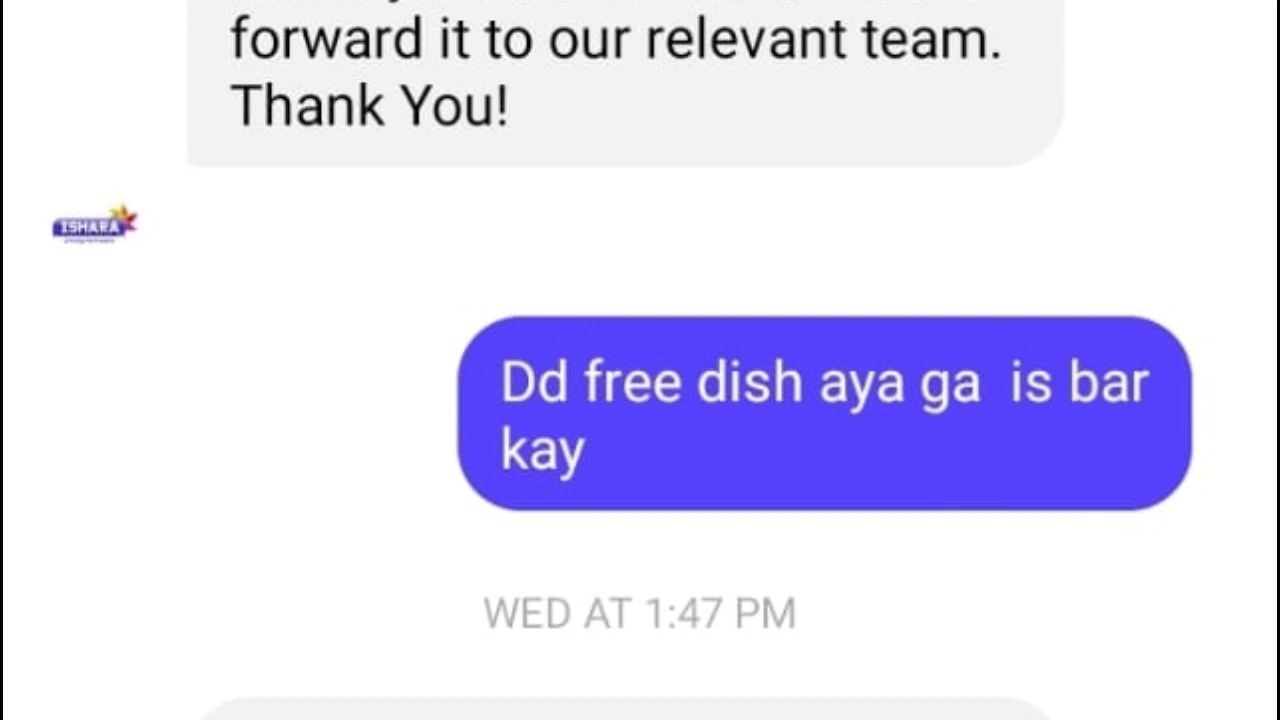 forward it to our relevant team.
Thank You!
ISHARA
Dd free dish aya ga  is bar
kay
WED AT 1:47 PM